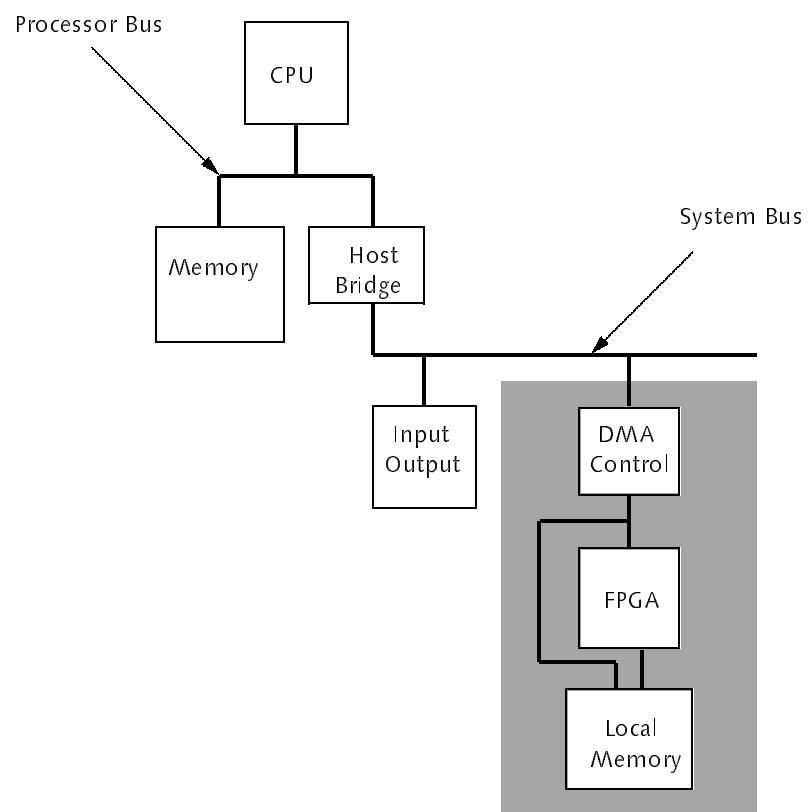 Processor Bus
CPU
System Bus
Memory
Host
Bridge
Input
Output
DMA
Control
FPGA
Local
Memory